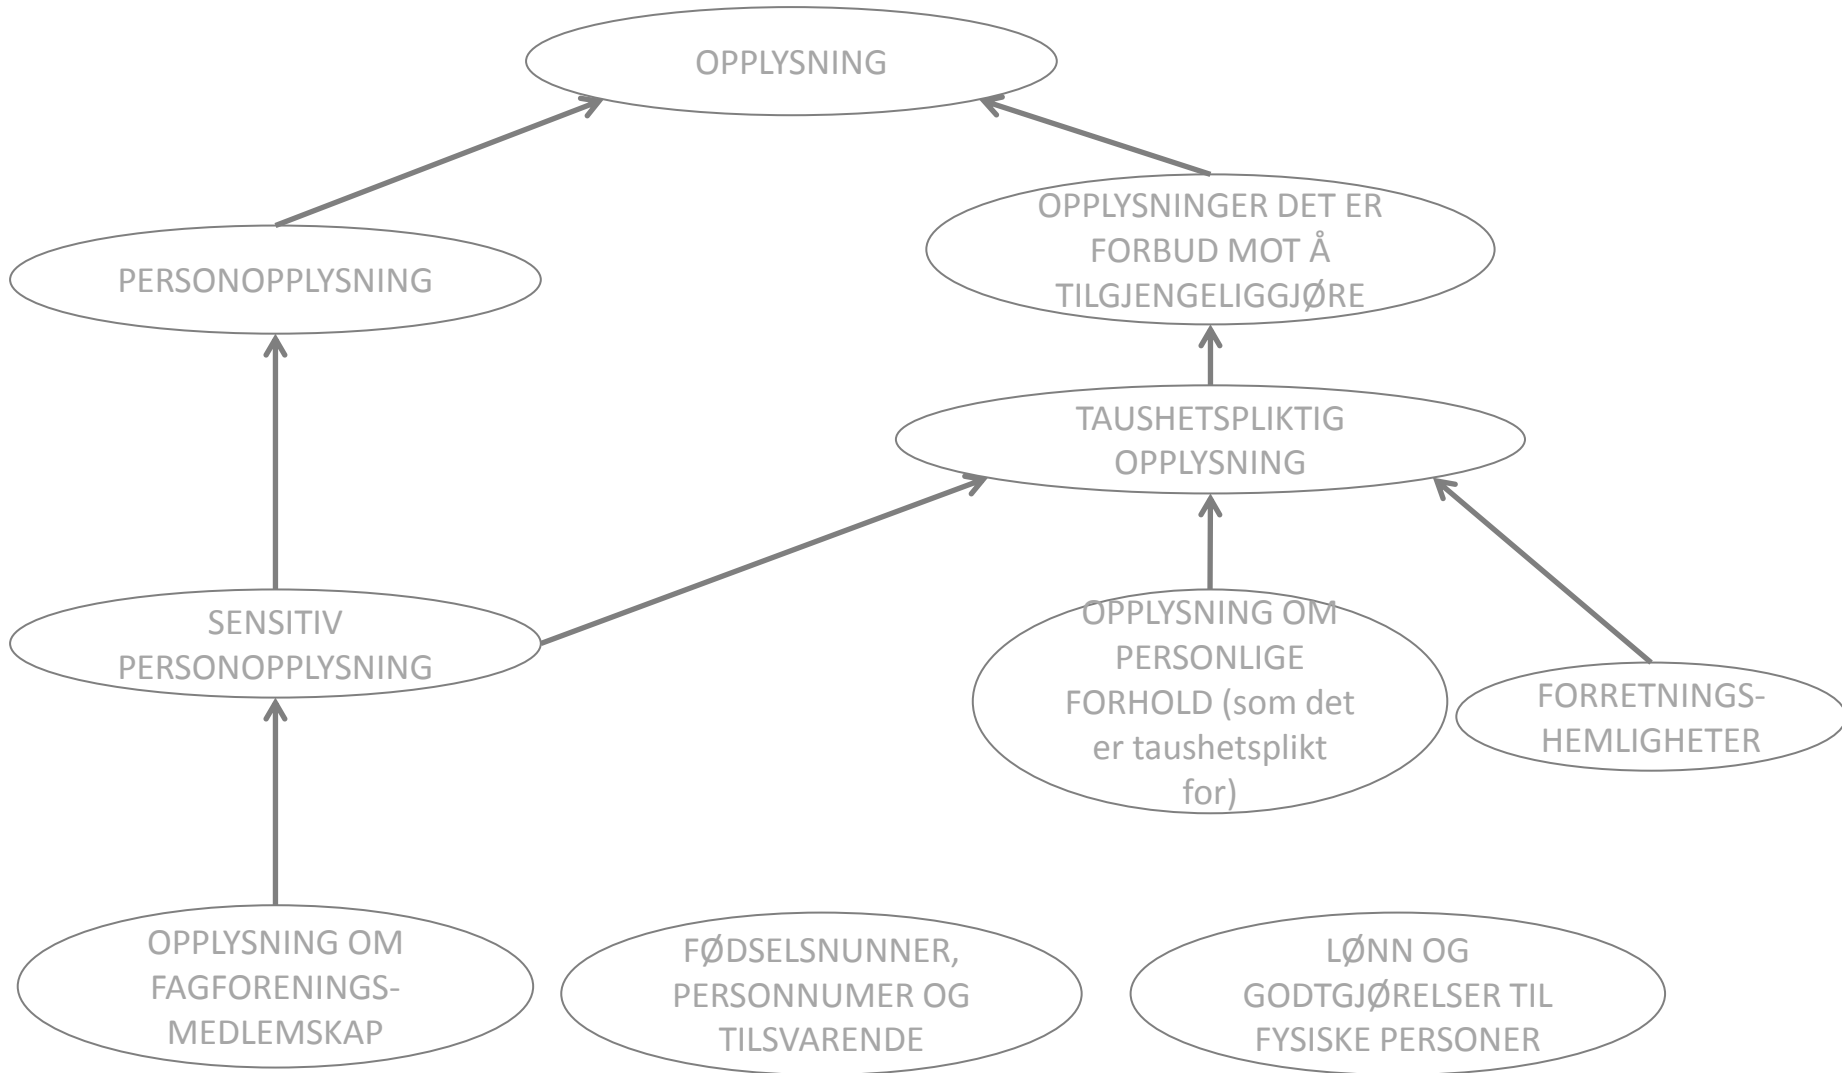 OPPLYSNING
OPPLYSNINGER DET ER
FORBUD MOT Å
TILGJENGELIGGJØRE
PERSONOPPLYSNING
TAUSHETSPLIKTIG
OPPLYSNING
SENSITIV
PERSONOPPLYSNING
OPPLYSNING OM
PERSONLIGE
FORHOLD (som det
er taushetsplikt
for)
FORRETNINGS-
HEMLIGHETER
OPPLYSNING OM
FAGFORENINGS-
MEDLEMSKAP
FØDSELSNUNNER,
PERSONNUMER OG
TILSVARENDE
LØNN OG
GODTGJØRELSER TIL
FYSISKE PERSONER